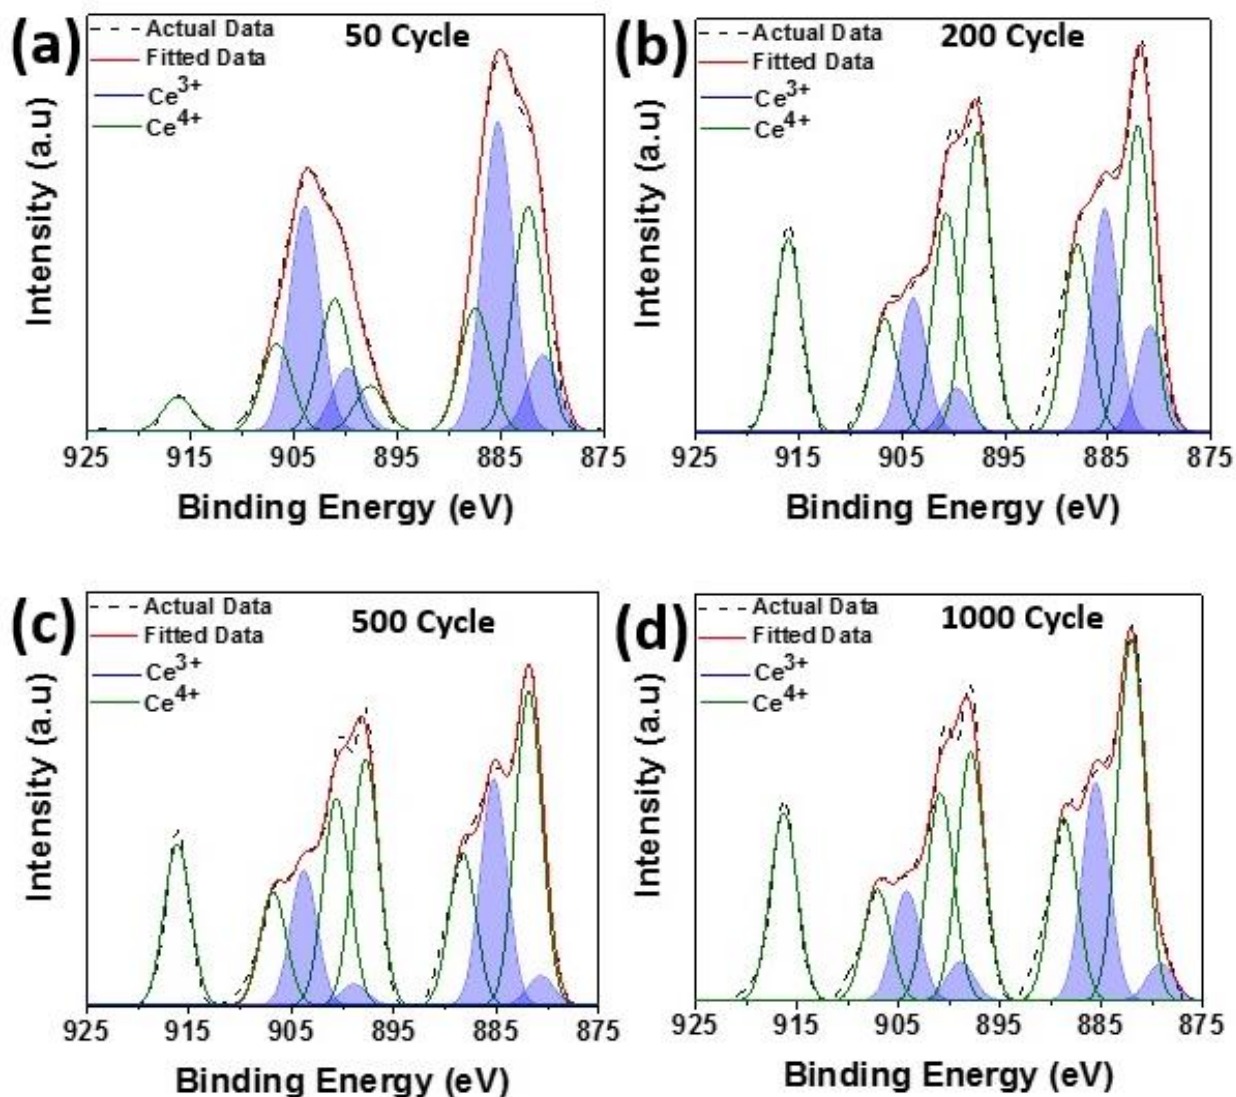 (a)
50 Cycle
Actual Data
Fitted Data
Ce3+
Ce4+
Intensity (a.u)
925 915 905 895 885 875
Binding Energy (eV)
(b)
200 Cycle
Actual Data
Fitted Data
Ce3+
Ce4+
Intensity (a.u)
925 915 905 895 885 875
Binding Energy (eV)
(c)
500 Cycle
Actual Data
Fitted Data
Ce3+
Ce4+
Intensity (a.u)
925 915 905 895 885 875
Binding Energy (eV)
(d)
1000 Cycle
Actual Data
Fitted Data
Ce3+
Ce4+
Intensity (a.u)
925 915 905 895 885 875
Binding Energy (eV)